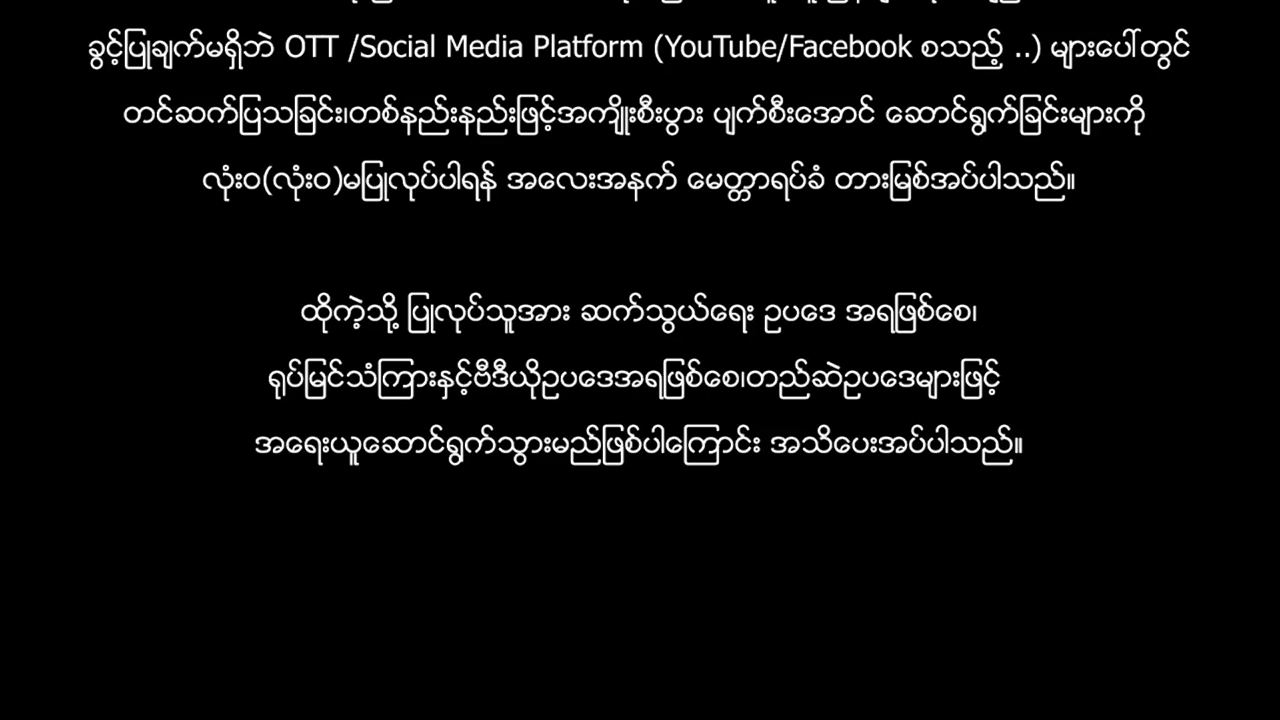 ခွင့်ပြုချက်မရှိဘဲ OTT /Social Media Platform (YouTube/Facebook စသည့် ..) များပေါ်တွင်
တင်ဆက်ပြသခြင်း၊တစ်နည်းနည်းဖြင့်အကျိုးစီးပွား ပျက်စီးအောင် ဆောင်ရွက်ခြင်းများကို
လုံးဝ(လုံးဝ)မပြုလုပ်ပါရန် အလေးအနက် မေတ္တာရပ်ခံ တားမြစ်အပ်ပါသည်။
ထိုကဲ့သို့ ပြုလုပ်သူအား ဆက်သွယ်ရေး ဥပဒေ အရဖြစ်စေ၊
ရုပ်မြင်သံကြားနှင့်ဗီဒီယိုဥပဒေအရဖြစ်စေ၊တည်ဆဲဥပဒေများဖြင့်
အရေးယူဆောင်ရွက်သွားမည်ဖြစ်ပါကြောင်း အသိပေးအပ်ပါသည်။